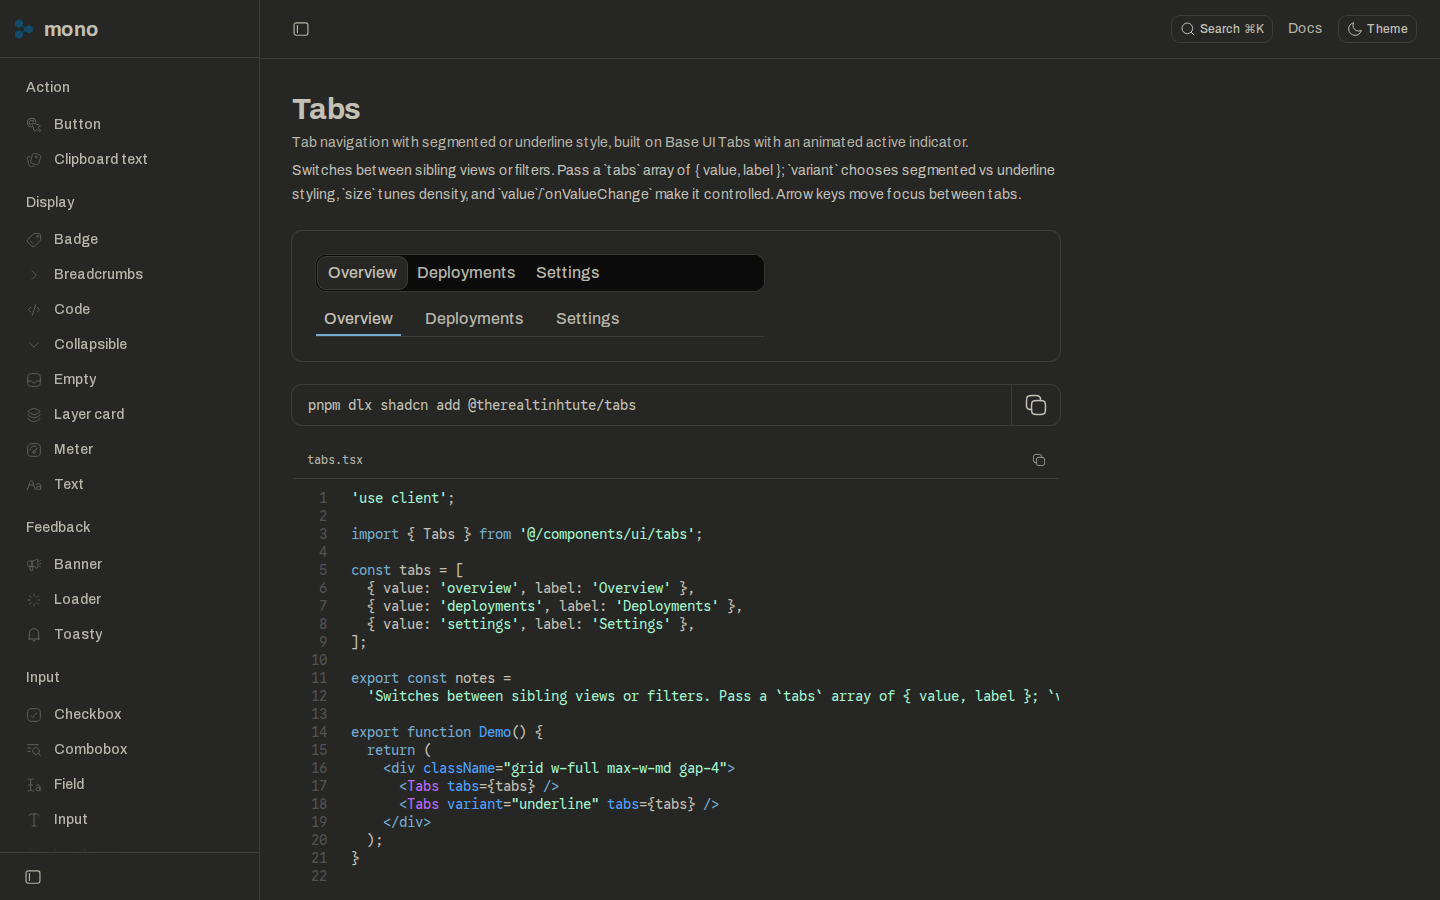 mono
Search ⌘K
Docs
Theme
Action
Button
Clipboard text
Display
Badge
Breadcrumbs
Code
Collapsible
Empty
Layer card
Meter
Text
Feedback
Banner
Loader
Toasty
Input
Checkbox
Combobox
Field
Input
Tabs
Tab navigation with segmented or underline style, built on Base UI Tabs with an animated active indicator.
Switches between sibling views or filters. Pass a `tabs` array of { value, label }; `variant` chooses segmented vs underline
styling, `size` tunes density, and `value`/`onValueChange` make it controlled. Arrow keys move focus between tabs.
Overview Deployments Settings
Overview Deployments Settings
pnpm dlx shadcn add @therealtinhtute/tabs
tabs.tsx
1 'use client';
2
3 import { Tabs } from '@/components/ui/tabs';
4
5 const tabs = [
6 { value: 'overview', label: 'Overview' },
7 { value: 'deployments', label: 'Deployments' },
8 { value: 'settings', label: 'Settings' },
9 ];
10
11 export const notes =
12 'Switches between sibling views or filters. Pass a `tabs` array of { value, label }; `v
13
14 export function Demo() {
15 return (
16 <div className="grid w-full max-w-md gap-4">
17 <Tabs tabs={tabs} />
18 <Tabs variant="underline" tabs={tabs} />
19 </div>
20 );
21 }
22